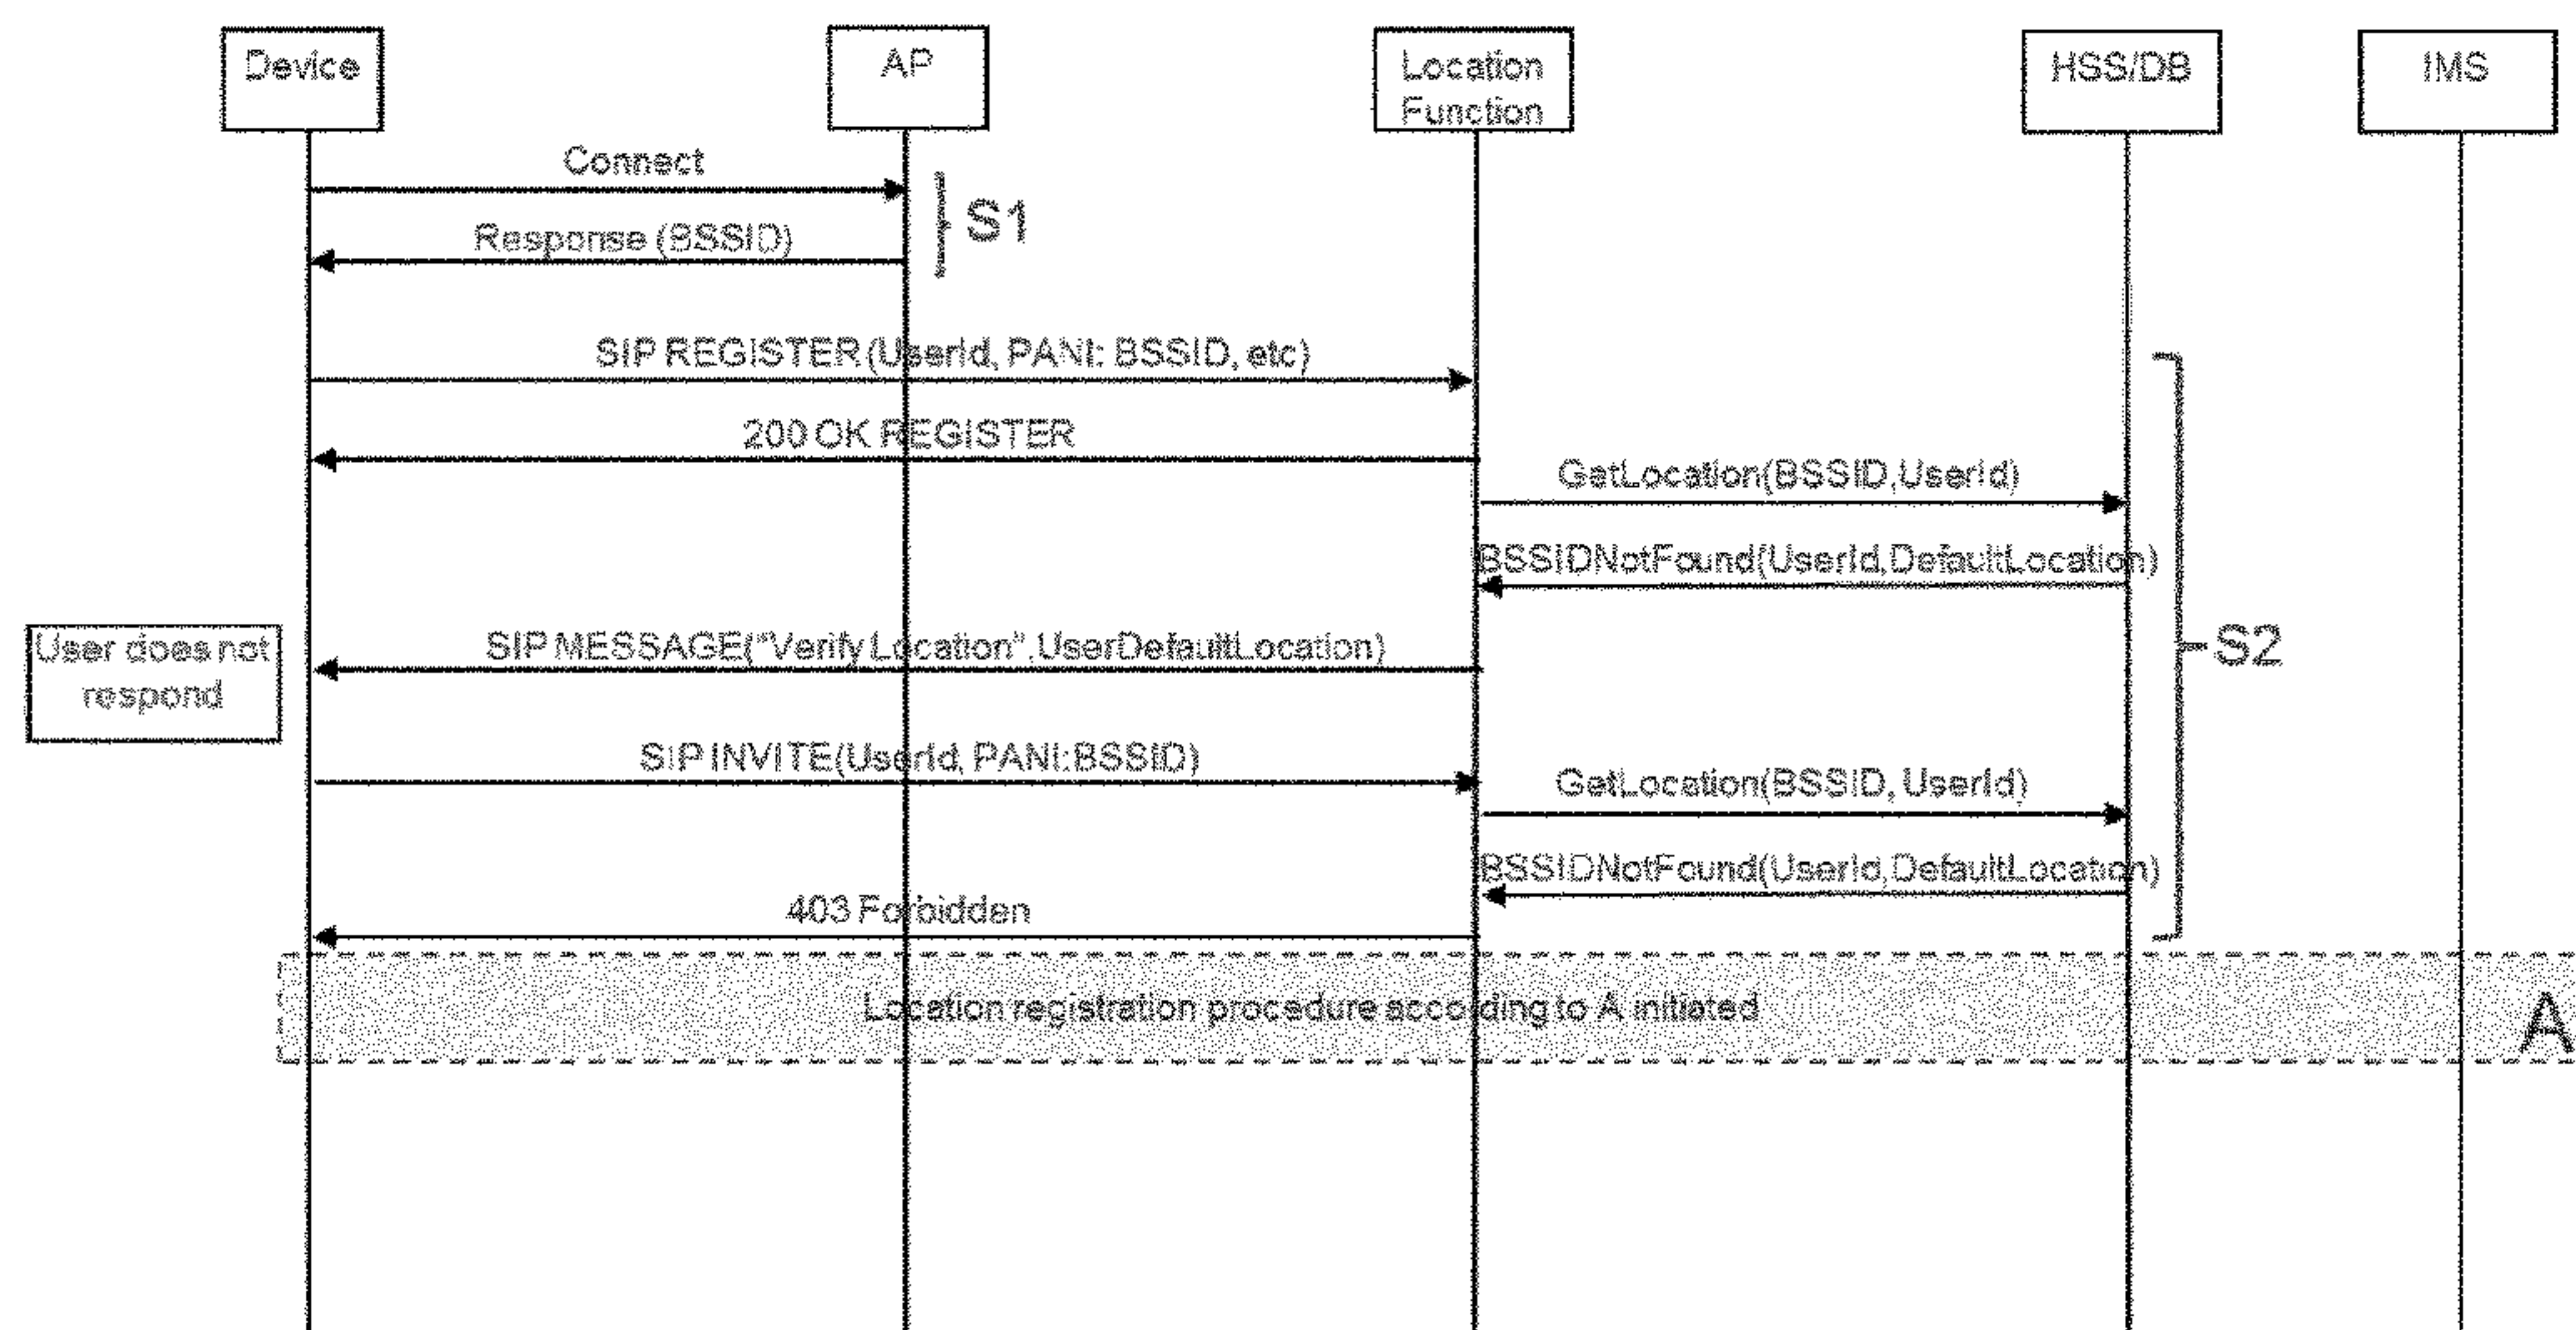 Device
AP
Location
Function
HSS/DB
IMS
Connect
S1
Response (BSSID)
SIP REGISTER (UserId, PANI: BSSID, etc)
200 OK REGISTER
GetLocation(BSSID,UserId)
BSSIDNotFound(UserId,DefaultLocation)
User does not
respond
SIP MESSAGE("Verify Location",UserDefaultLocation)
S2
SIP INVITE(UserId, PANI:BSSID)
GetLocation(BSSID, UserId)
BSSIDNotFound(UserId,DefaultLocation)
403 Forbidden
Location registration procedure according to A initiated
A